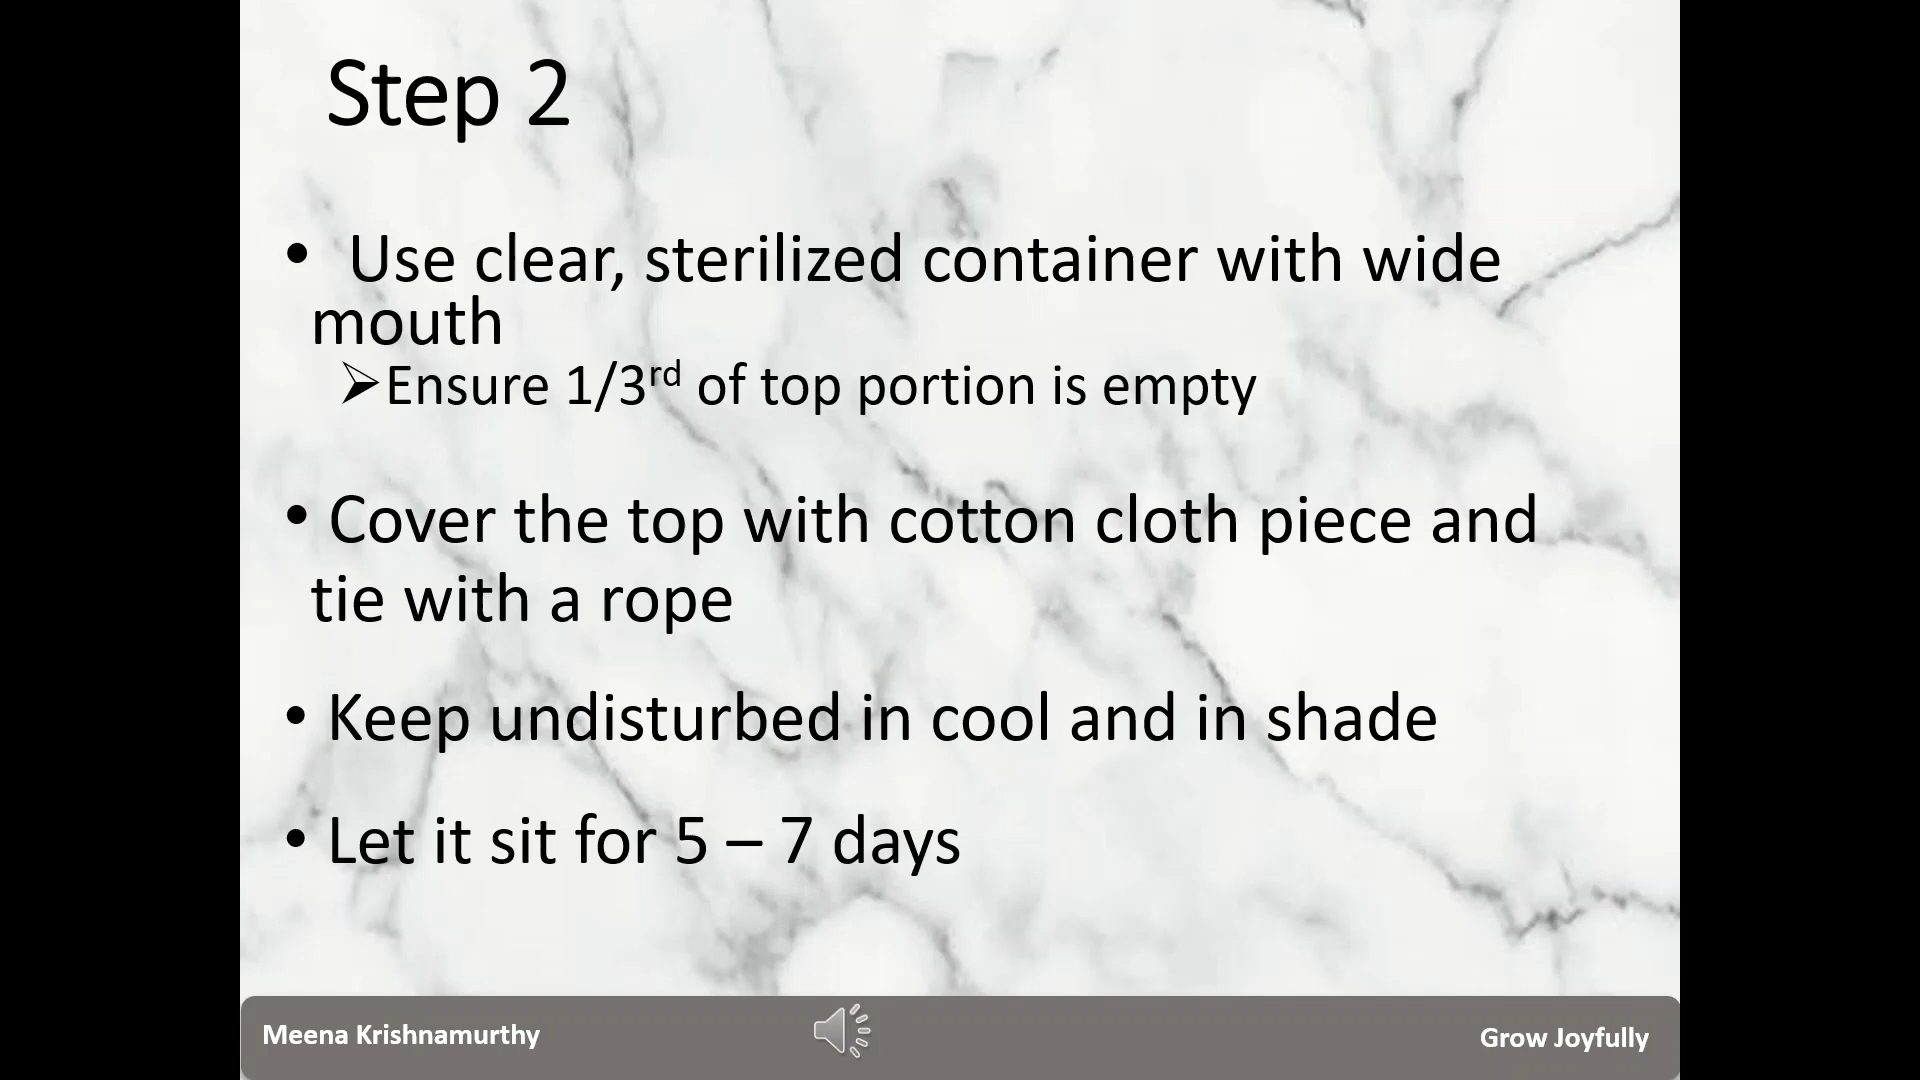 Step 2
• Use clear, sterilized container with wide
mouth
➢Ensure 1/3rd of top portion is empty
• Cover the top with cotton cloth piece and
tie with a rope
• Keep undisturbed in cool and in shade
• Let it sit for 5 – 7 days
Meena Krishnamurthy
Grow Joyfully